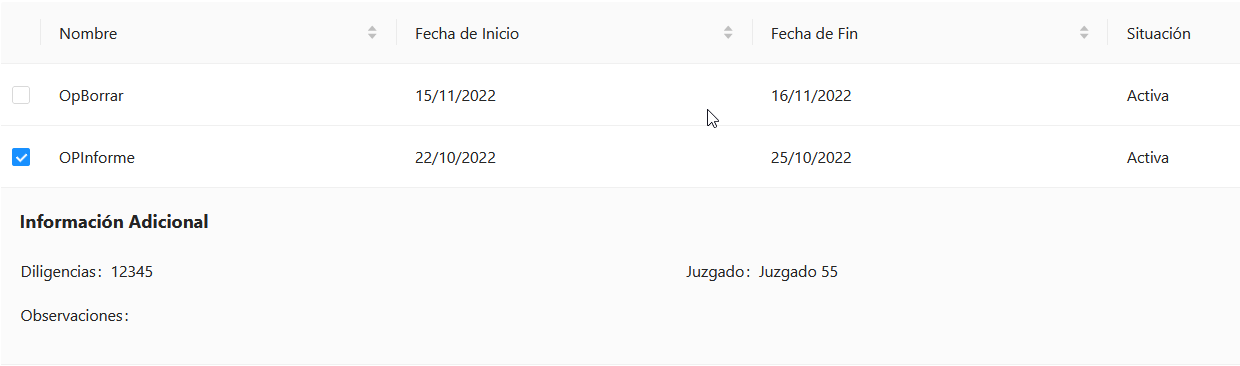 Nombre Fecha de Inicio Fecha de Fin Situación
OpBorrar 15/11/2022 16/11/2022 Activa
OPInforme 22/10/2022 25/10/2022 Activa
Información Adicional
Diligencias: 12345 Juzgado: Juzgado 55
Observaciones: